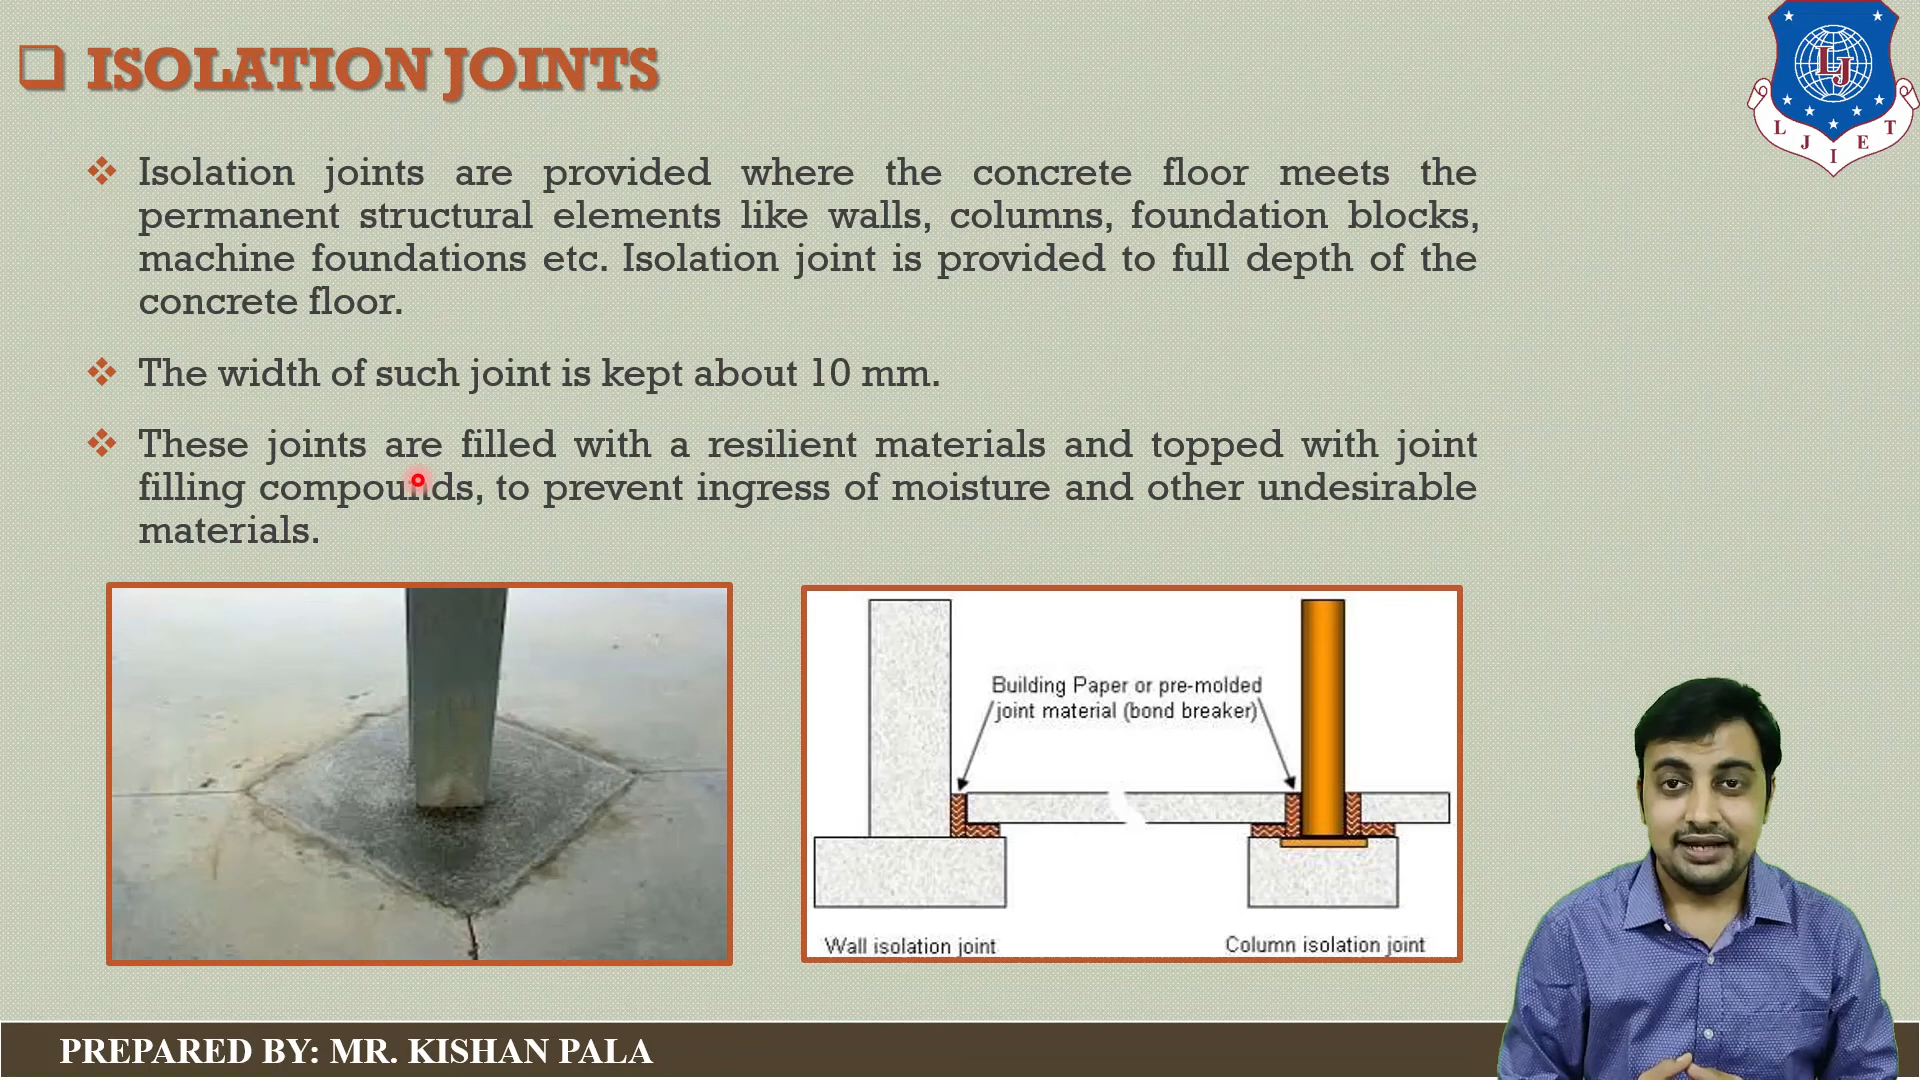 ISOLATION JOINTS
Isolation joints are provided where the concrete floor meets the
permanent structural elements like walls, columns, foundation blocks,
machine foundations etc. Isolation joint is provided to full depth of the
concrete floor.
The width of such joint is kept about 10 mm.
These joints are filled with a resilient materials and topped with joint
filling compounds, to prevent ingress of moisture and other undesirable
materials.
Building Paper or pre-molded
joint material (bond breaker)
Wall isolation joint
Column isolation joint
PREPARED BY: MR. KISHAN PALA
LJ
L J I E T